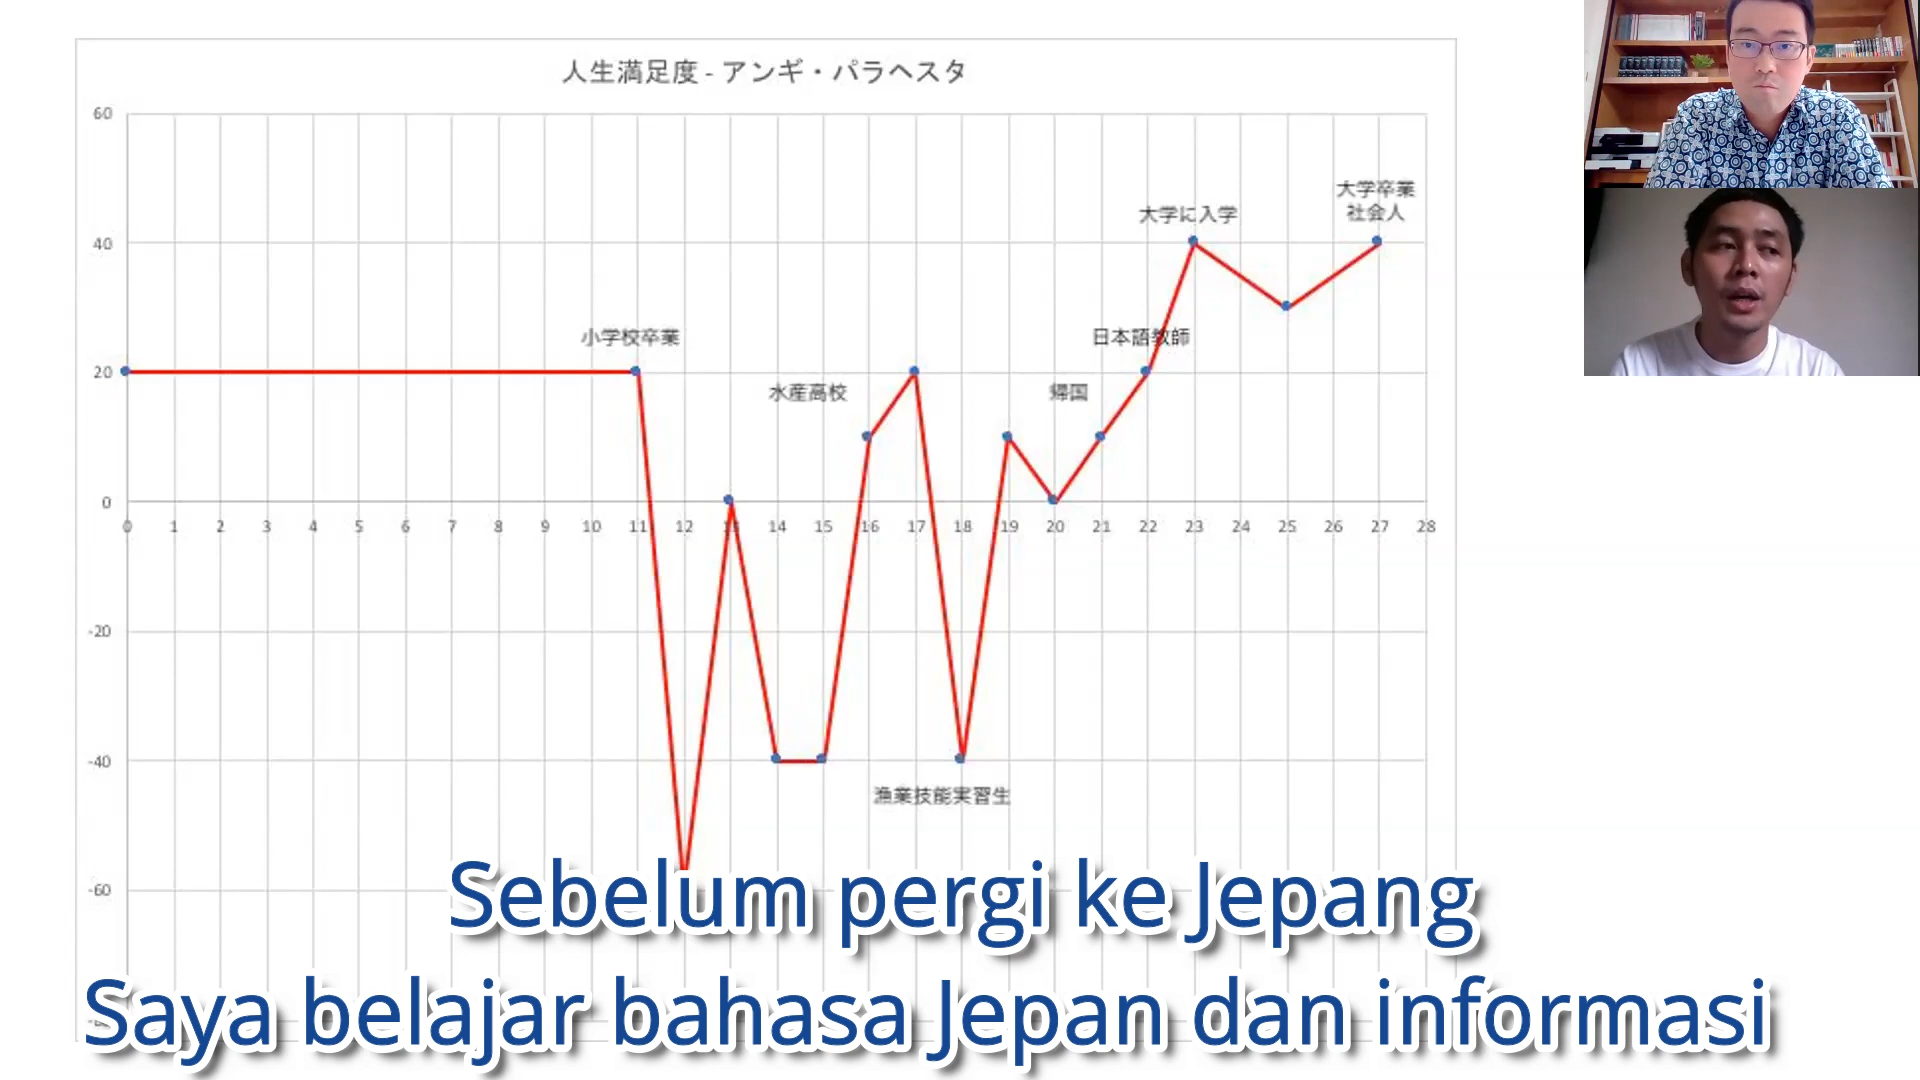 人生満足度 - アンギ・パラヘスタ
60
40
20
0
-20
-40
-60
0 1 2 3 4 5 6 7 8 9 10 11 12 13 14 15 16 17 18 19 20 21 22 23 24 25 26 27 28
小学校卒業
水産高校
漁業技能実習生
帰国
日本語教師
大学に入学
大学卒業
社会人
Sebelum pergi ke Jepang
Saya belajar bahasa Jepan dan informasi